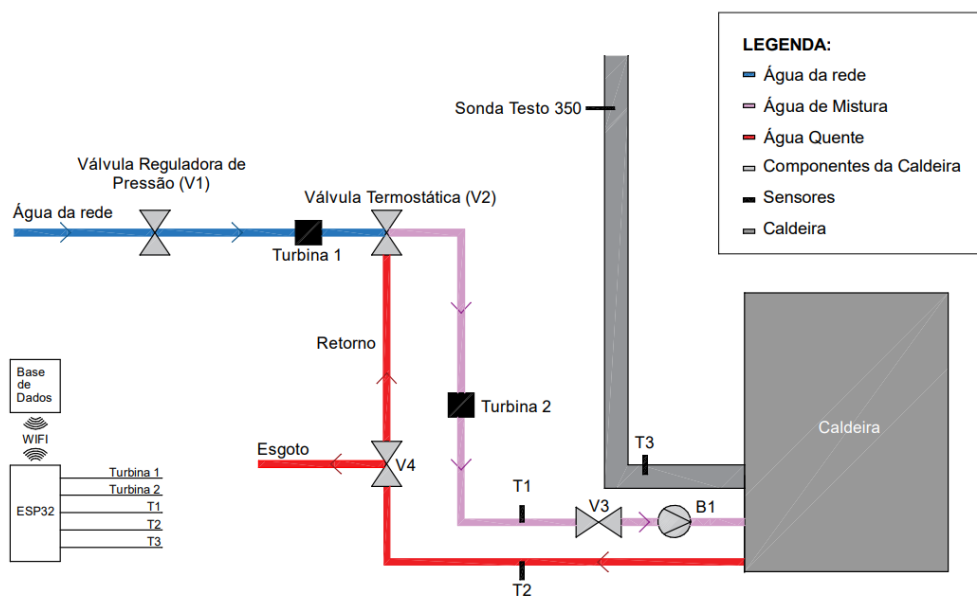 LEGENDA:
Água da rede
Água de Mistura
Água Quente
Componentes da Caldeira
Sensores
Caldeira
Sonda Testo 350
Válvula Reguladora de
Pressão (V1)
Válvula Termostática (V2)
Água da rede
Turbina 1
Retorno
Turbina 2
Base
de
Dados
WIFI
ESP32
Turbina 1
Turbina 2
T1
T2
T3
Esgoto
V4
T1
V3
B1
T3
T2
Caldeira